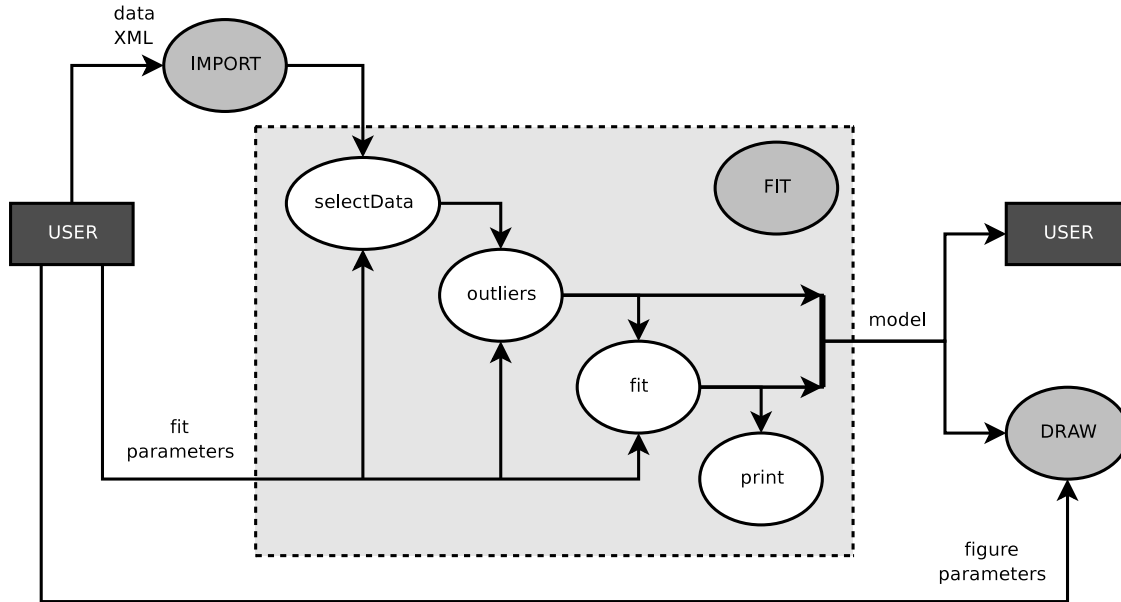 data
XML
IMPORT
FIT
selectData
USER
USER
outliers
model
fit
fit
parameters
DRAW
print
figure
parameters